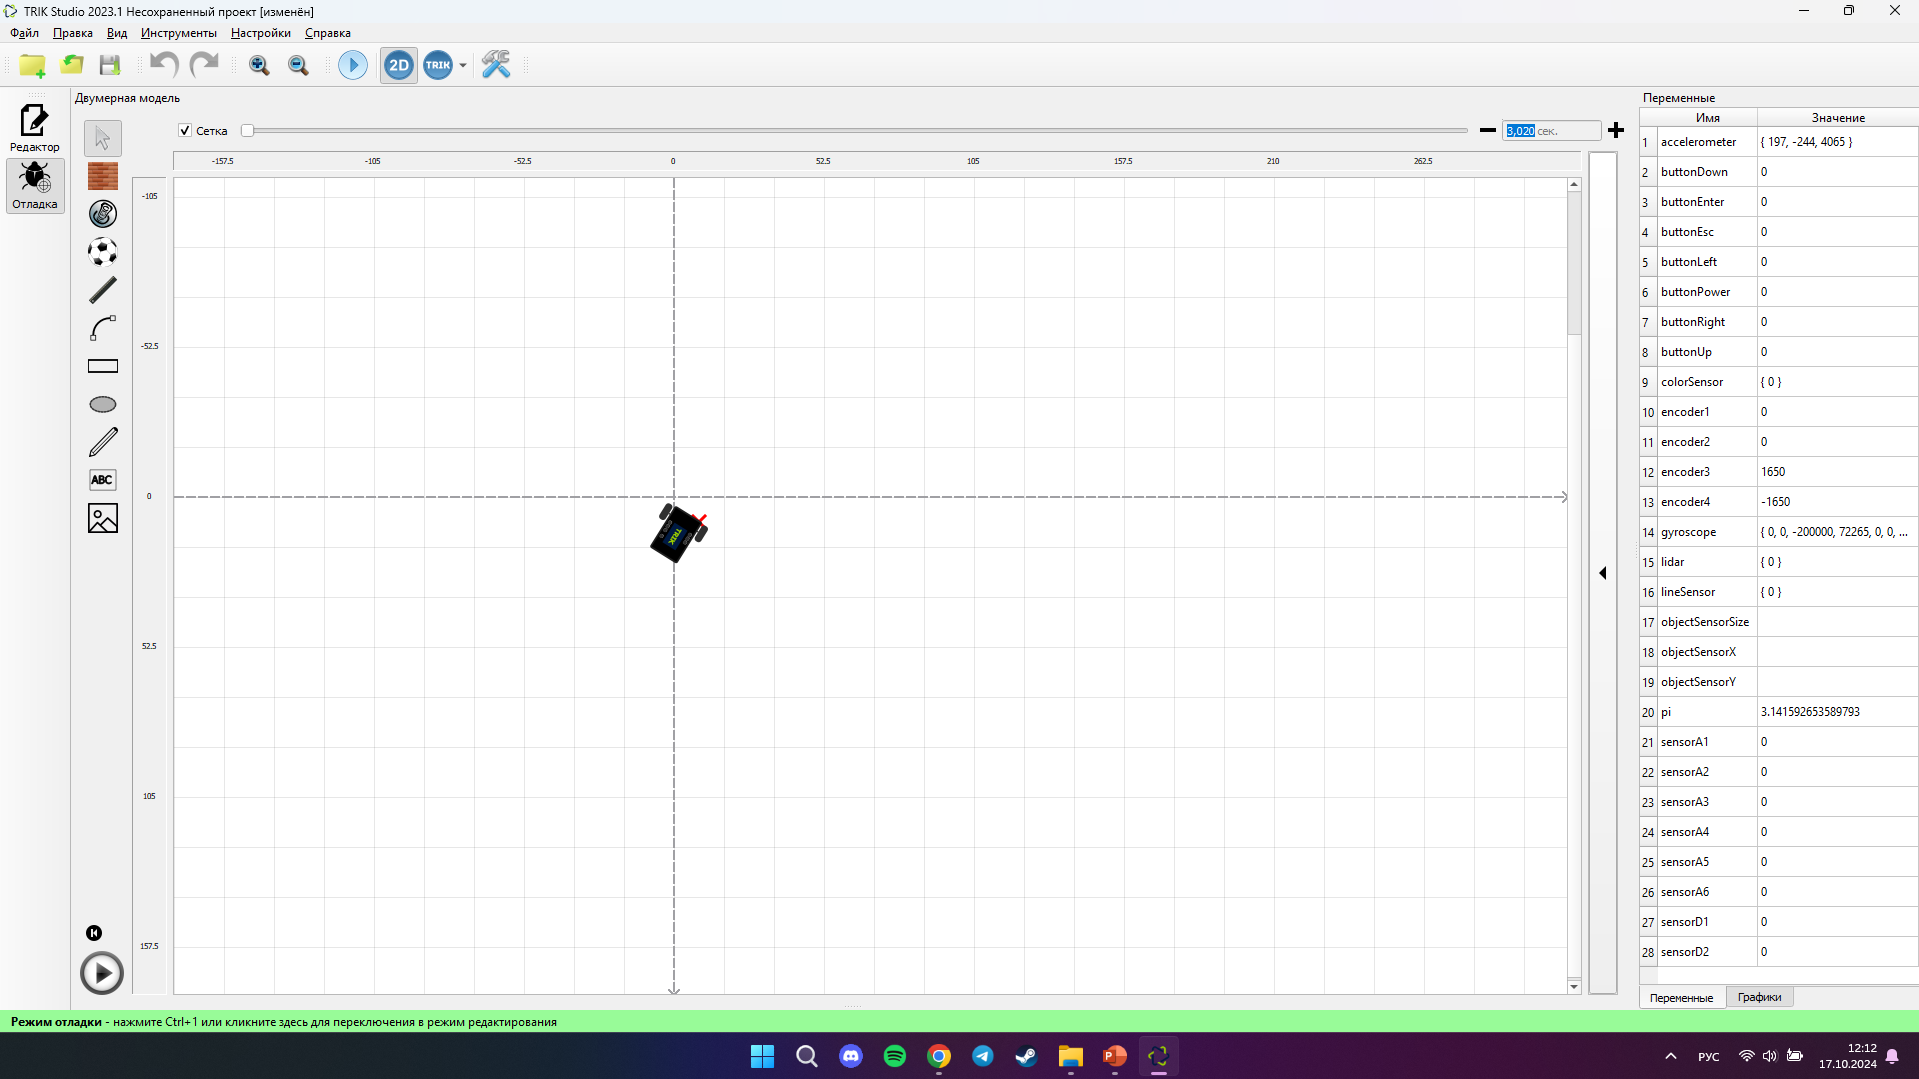 TRIK Studio 2023.1 Несохраненный проект [изменён]
Файл Правка Вид Инструменты Настройки Справка
2D TRIK
Двумерная модель
Переменные
Редактор
Отладка
Сетка
3,020 сек.
-157.5 -105 -52.5 0 52.5 105 157.5 210 262.5
-105
-52.5
0
52.5
105
157.5
ABC
TRIK
Имя Значение
1 accelerometer { 197, -244, 4065 }
2 buttonDown 0
3 buttonEnter 0
4 buttonEsc 0
5 buttonLeft 0
6 buttonPower 0
7 buttonRight 0
8 buttonUp 0
9 colorSensor { 0 }
10 encoder1 0
11 encoder2 0
12 encoder3 1650
13 encoder4 -1650
14 gyroscope { 0, 0, -200000, 72265, 0, 0, ...
15 lidar { 0 }
16 lineSensor { 0 }
17 objectSensorSize
18 objectSensorX
19 objectSensorY
20 pi 3.141592653589793
21 sensorA1 0
22 sensorA2 0
23 sensorA3 0
24 sensorA4 0
25 sensorA5 0
26 sensorA6 0
27 sensorD1 0
28 sensorD2 0
Переменные Графики
Режим отладки - нажмите Ctrl+1 или кликните здесь для переключения в режим редактирования
РУС
12:12
17.10.2024